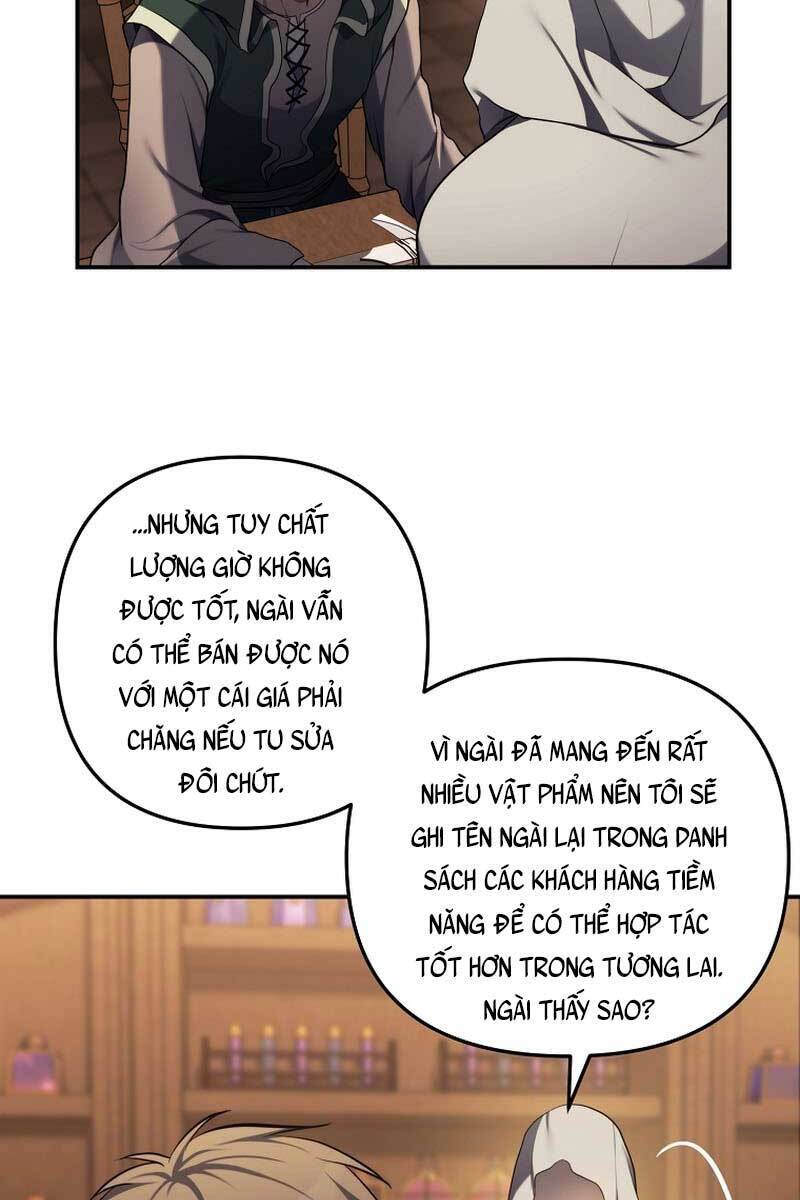 ...NHƯNG TUY CHẤT
LƯỢNG GIỜ KHÔNG
ĐƯỢC TỐT, NGÀI VẪN
CÓ THỂ BÁN ĐƯỢC NÓ
VỚI MỘT CÁI GIÁ PHẢI
CHĂNG NẾU TU SỬA
ĐÔI CHÚT.
VÌ NGÀI ĐÃ MANG ĐẾN RẤT
NHIỀU VẬT PHẨM NÊN TÔI SẼ
GHI TÊN NGÀI LẠI TRONG DANH
SÁCH CÁC KHÁCH HÀNG TIỀM
NĂNG ĐỂ CÓ THỂ HỢP TÁC
TỐT HƠN TRONG TƯƠNG LAI.
NGÀI THẤY SAO?